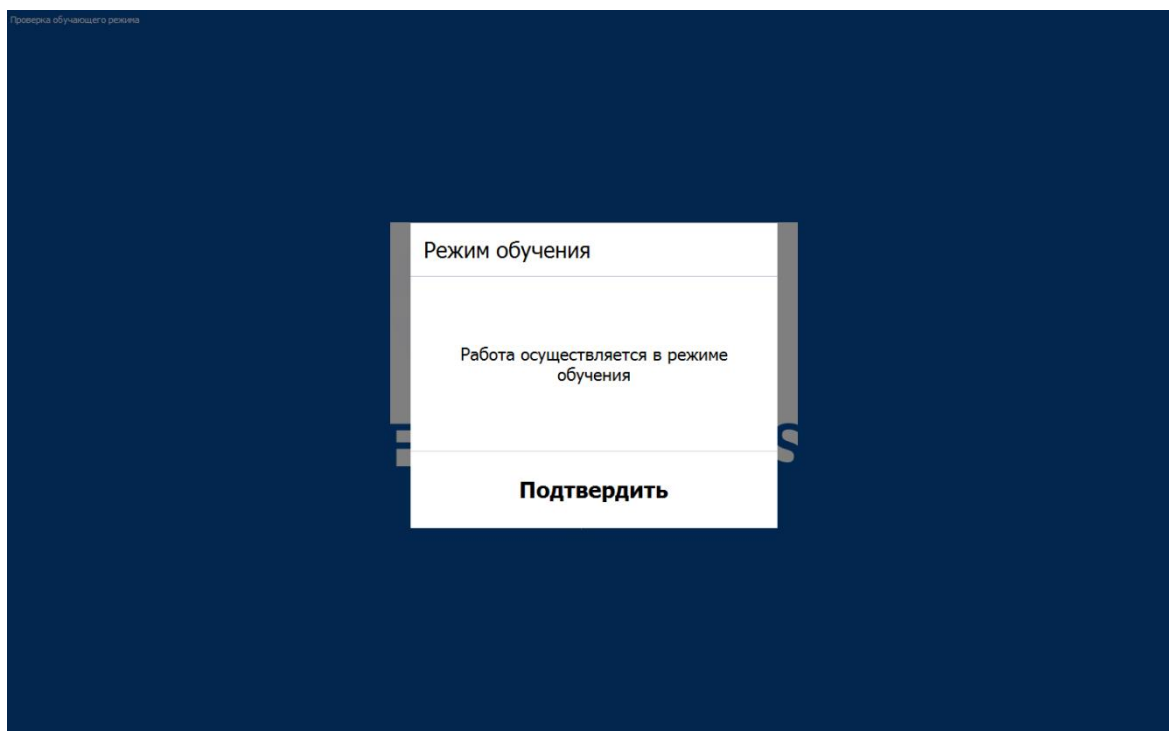 Проверка обучающего режима
Режим обучения
Работа осуществляется в режиме
обучения
S
Подтвердить